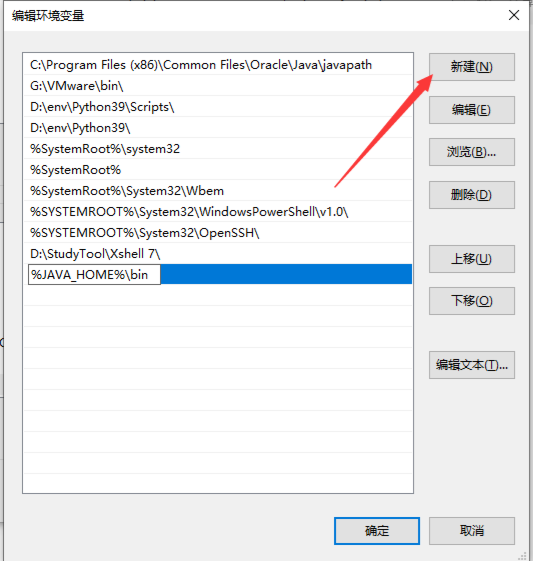 编辑环境变量
C:\Program Files (x86)\Common Files\Oracle\Java\javapath
G:\VMware\bin\
D:\env\Python39\Scripts\
D:\env\Python39\
%SystemRoot%\system32
%SystemRoot%
%SystemRoot%\System32\Wbem
%SYSTEMROOT%\System32\WindowsPowerShell\v1.0\
%SYSTEMROOT%\System32\OpenSSH\
D:\StudyTool\Xshell 7\
%JAVA_HOME%\bin
新建(N)
编辑(E)
浏览(B)...
删除(D)
上移(U)
下移(O)
编辑文本(T)...
确定
取消